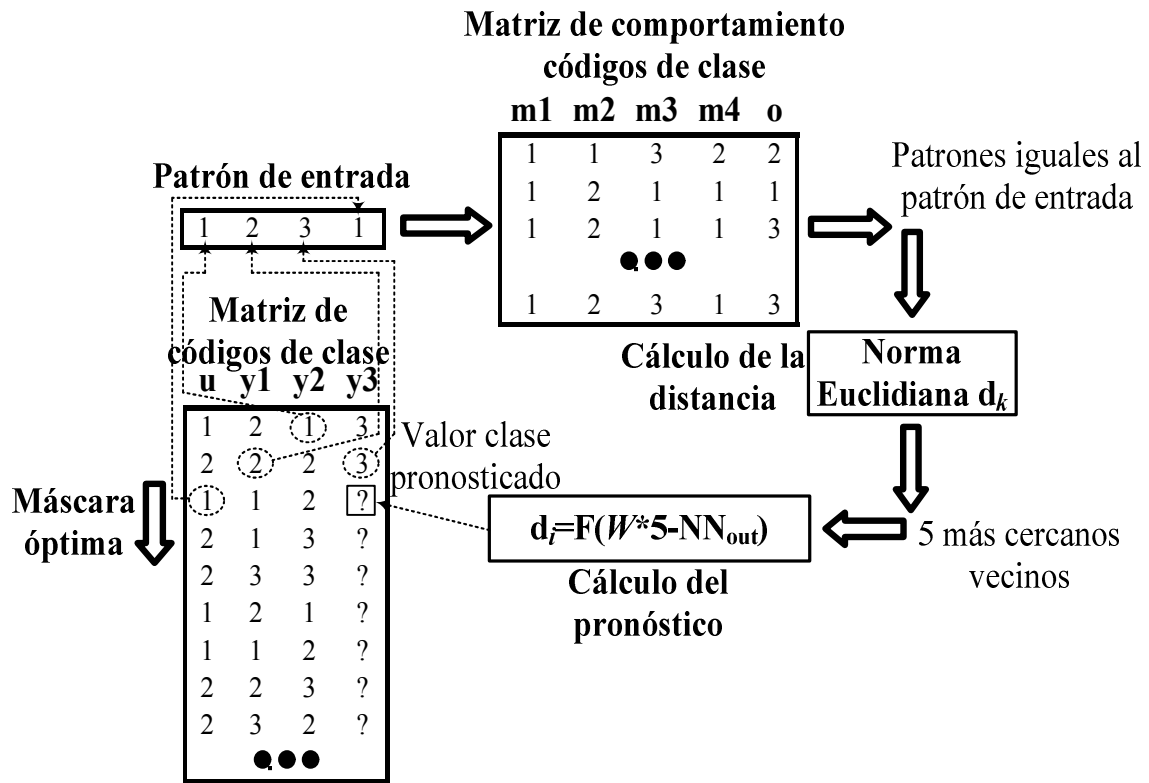 Matriz de comportamiento
códigos de clase
m1 m2 m3 m4 o
1 1 3 2 2
1 2 1 1 1
1 2 1 1 3
1 2 3 1 3
Patrones iguales al
patrón de entrada
Patrón de entrada
1 2 3 1
Matriz de
códigos de clase
u y1 y2 y3
1 2 1 3
2 2 2 3
1 1 2 ?
2 1 3 ?
2 3 3 ?
1 2 1 ?
1 1 2 ?
2 2 3 ?
2 3 2 ?
Máscara
óptima
Valor clase
pronosticado
Cálculo de la
distancia
Norma
Euclidiana dk
5 más cercanos
vecinos
di=F(W*5-NNout)
Cálculo del
pronóstico